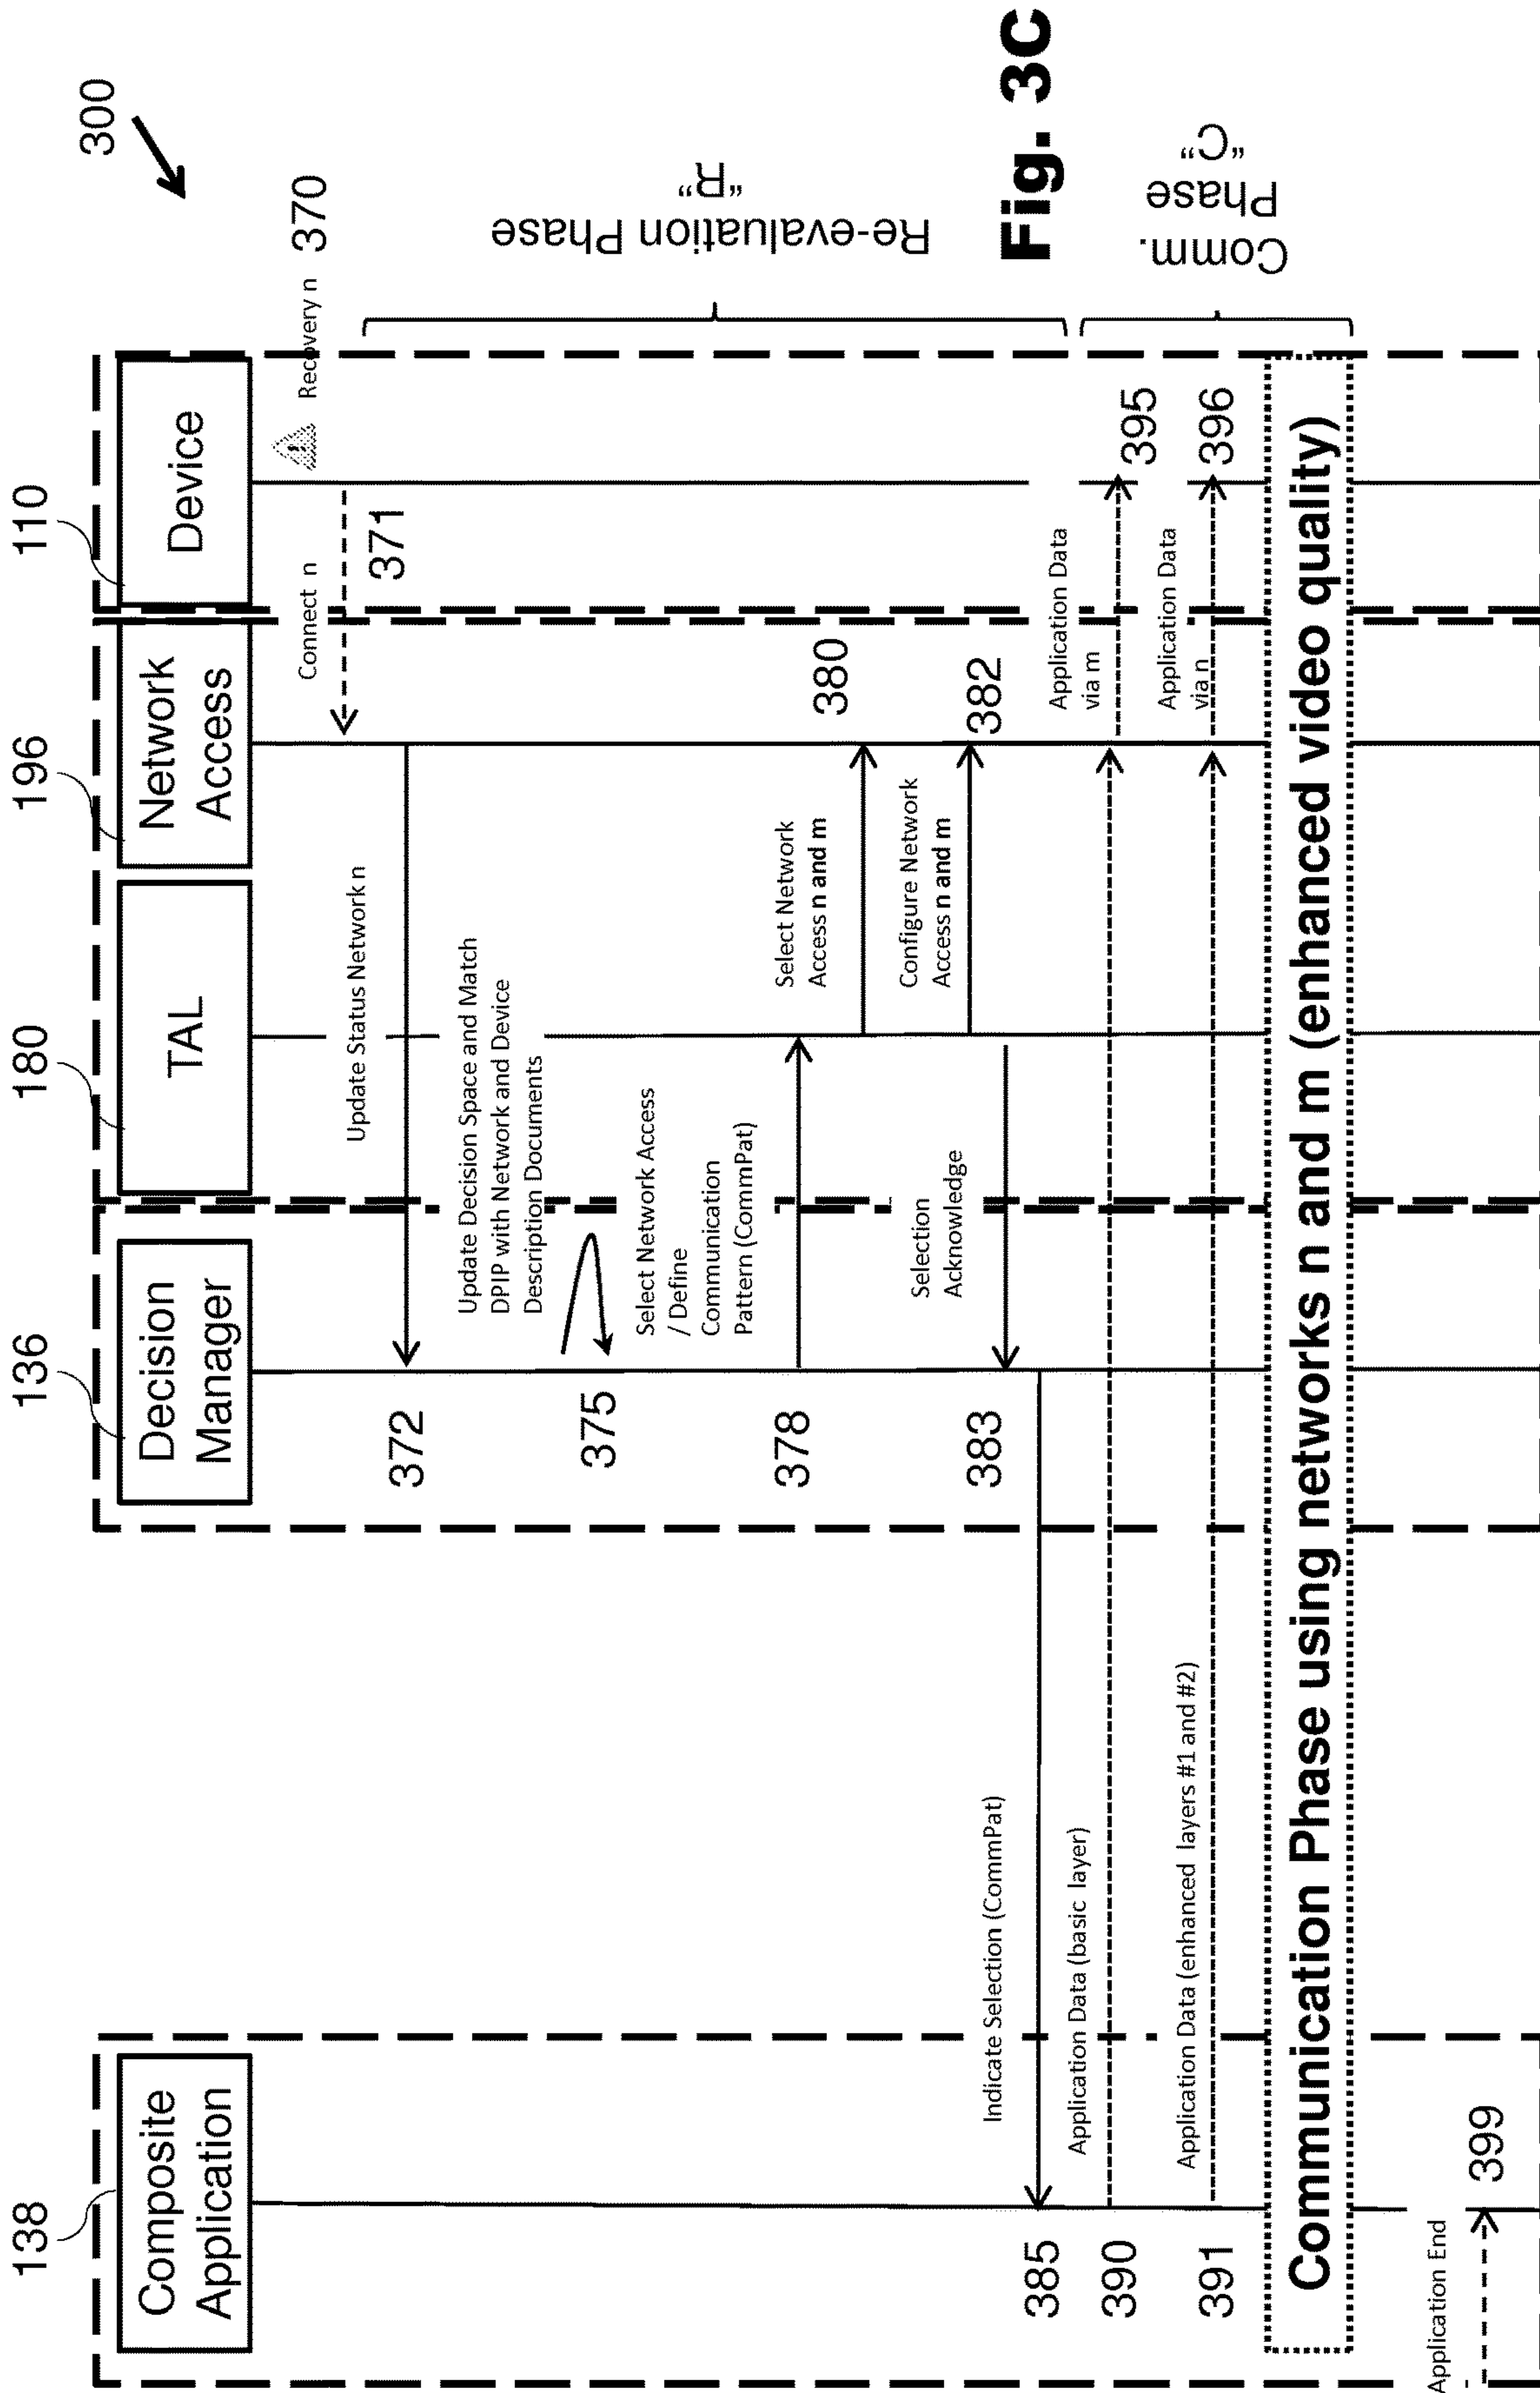 300
138
136
180
196
110
Composite
Application
Decision
Manager
TAL
Network
Access
Device
Recovery n
370
Connect n
371
Update Status Network n
372
Update Decision Space and Match
DPIP with Network and Device
Description Documents
375
Select Network Access
/ Define
Communication
Pattern (CommPat)
378
Select Network
Access n and m
380
Configure Network
Access n and m
382
Selection
Acknowledge
383
Indicate Selection (CommPat)
385
Re-evaluation Phase
"R"
Application Data (basic layer)
390
Application Data
via m
395
Application Data (enhanced layers #1 and #2)
391
Application Data
via n
396
Comm.
Phase
"C"
Communication Phase using networks n and m (enhanced video quality)
Application End
399
Fig. 3C